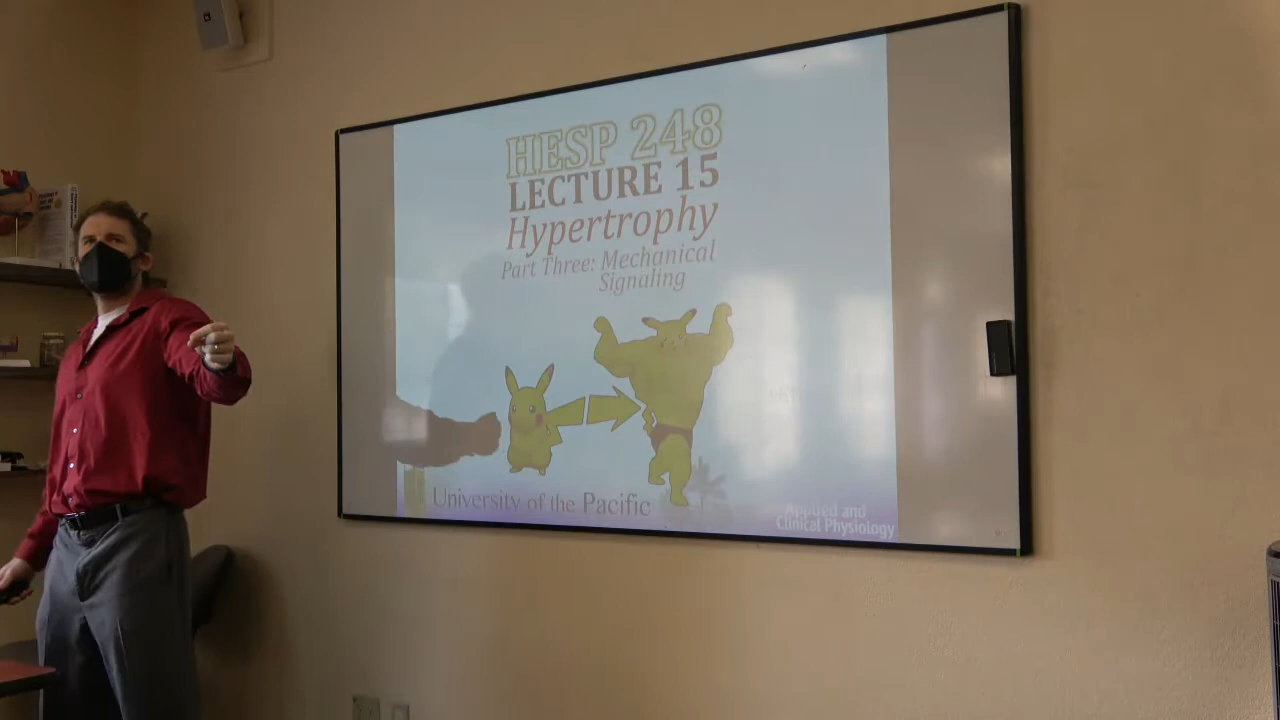 HESP 248
LECTURE 15
Hypertrophy
Part Three: Mechanical
Signaling
University of the Pacific
Applied and
Clinical Physiology